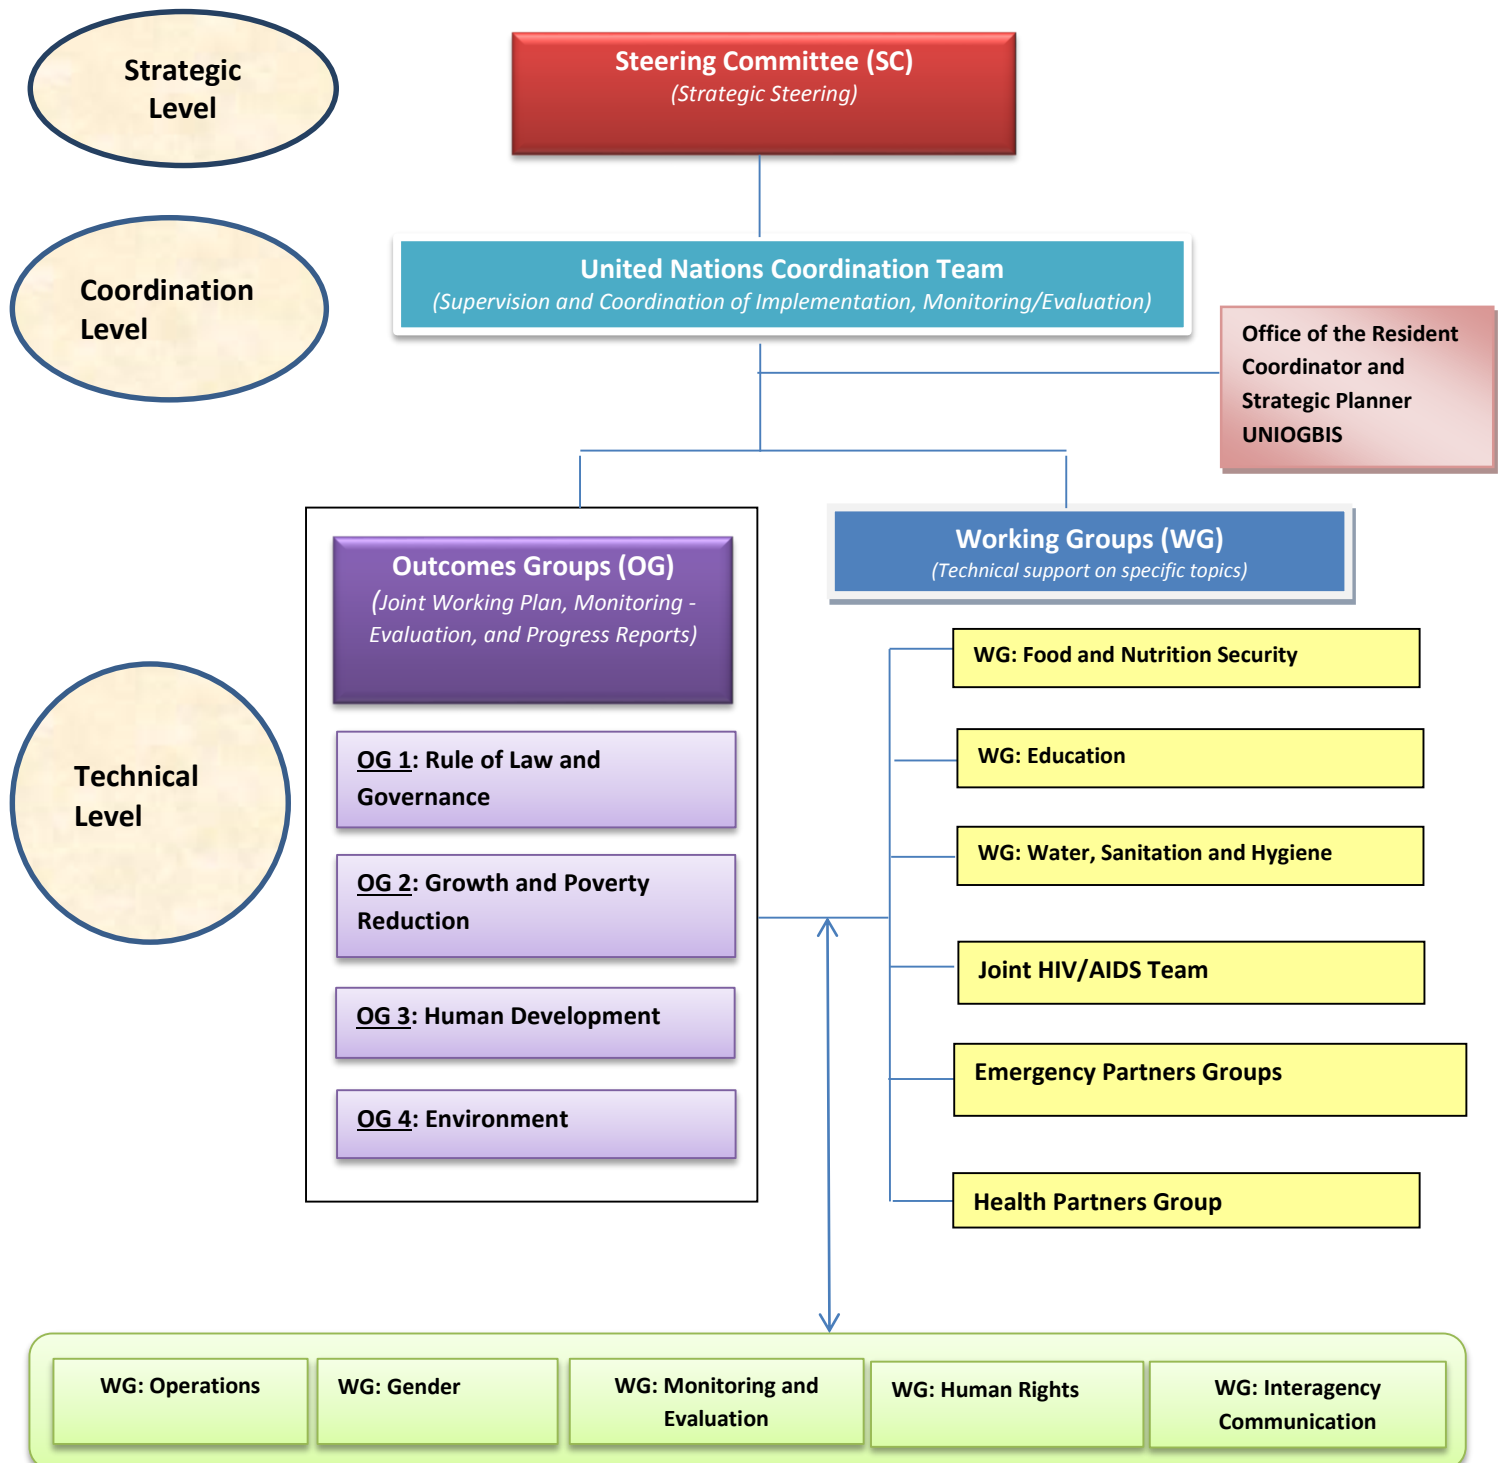 Strategic
Level
Steering Committee (SC)
(Strategic Steering)
Coordination
Level
United Nations Coordination Team
(Supervision and Coordination of Implementation, Monitoring/Evaluation)
Office of the Resident
Coordinator and
Strategic Planner
UNIOGBIS
Outcomes Groups (OG)
(Joint Working Plan, Monitoring -
Evaluation, and Progress Reports)
Working Groups (WG)
(Technical support on specific topics)
Technical
Level
OG 1: Rule of Law and
Governance
OG 2: Growth and Poverty
Reduction
OG 3: Human Development
OG 4: Environment
WG: Food and Nutrition Security
WG: Education
WG: Water, Sanitation and Hygiene
Joint HIV/AIDS Team
Emergency Partners Groups
Health Partners Group
WG: Operations
WG: Gender
WG: Monitoring and
Evaluation
WG: Human Rights
WG: Interagency
Communication